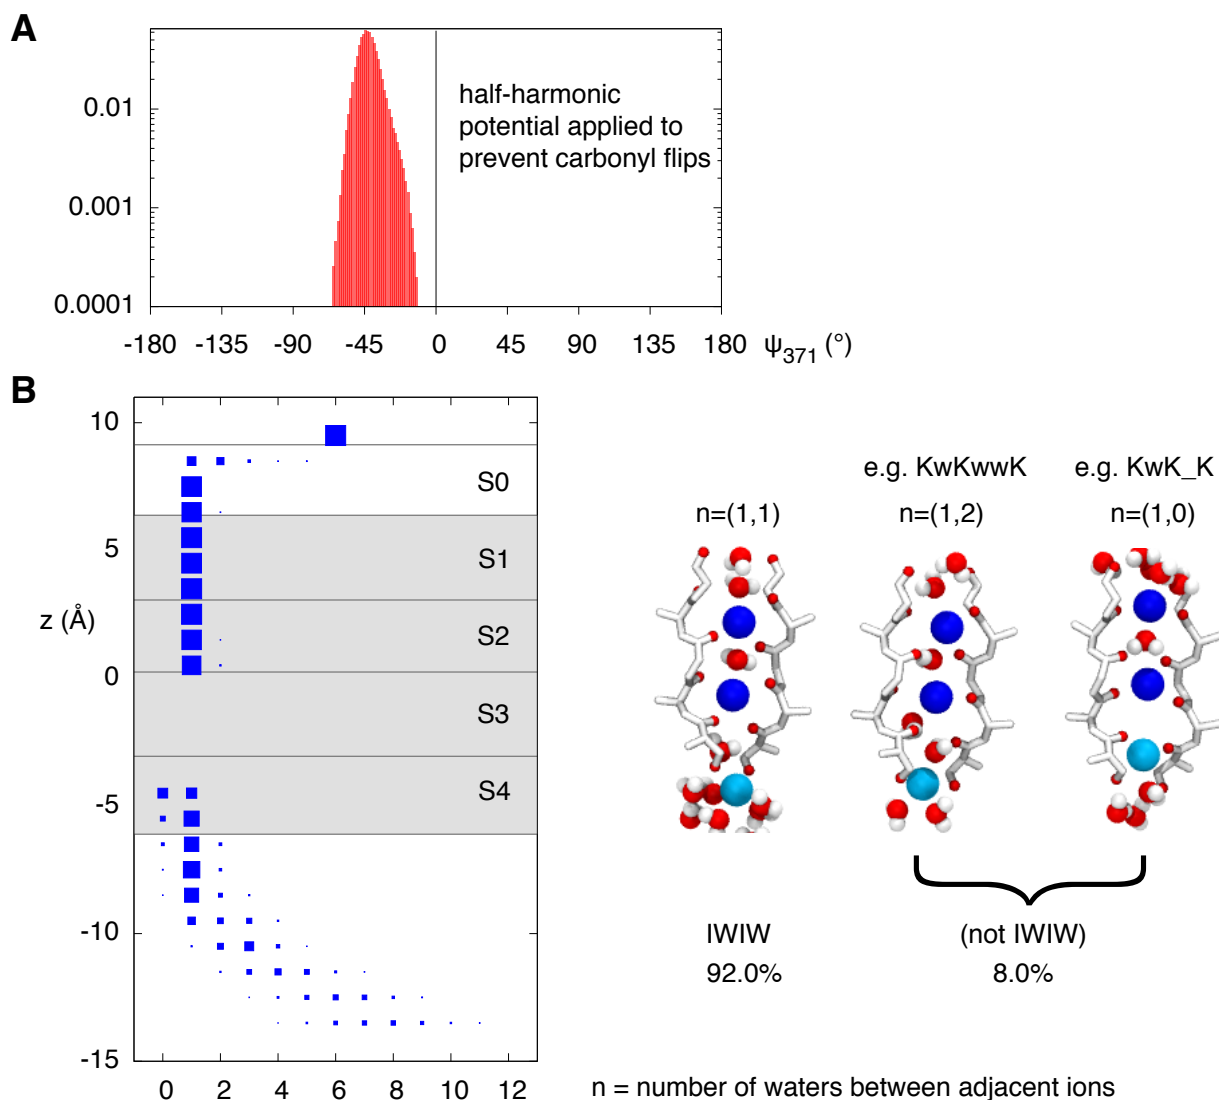 A
half-harmonic
potential applied to
prevent carbonyl flips
0.01
0.001
0.0001
-180 -135 -90 -45 0 45 90 135 180 ψ371 (°)
B
10
5
z (Å)
0
-5
-10
-15
S0
S1
S2
S3
S4
0 2 4 6 8 10 12
e.g. KwKwwK e.g. KwK_K
n=(1,1) n=(1,2) n=(1,0)
IWIW (not IWIW)
92.0% 8.0%
n = number of waters between adjacent ions